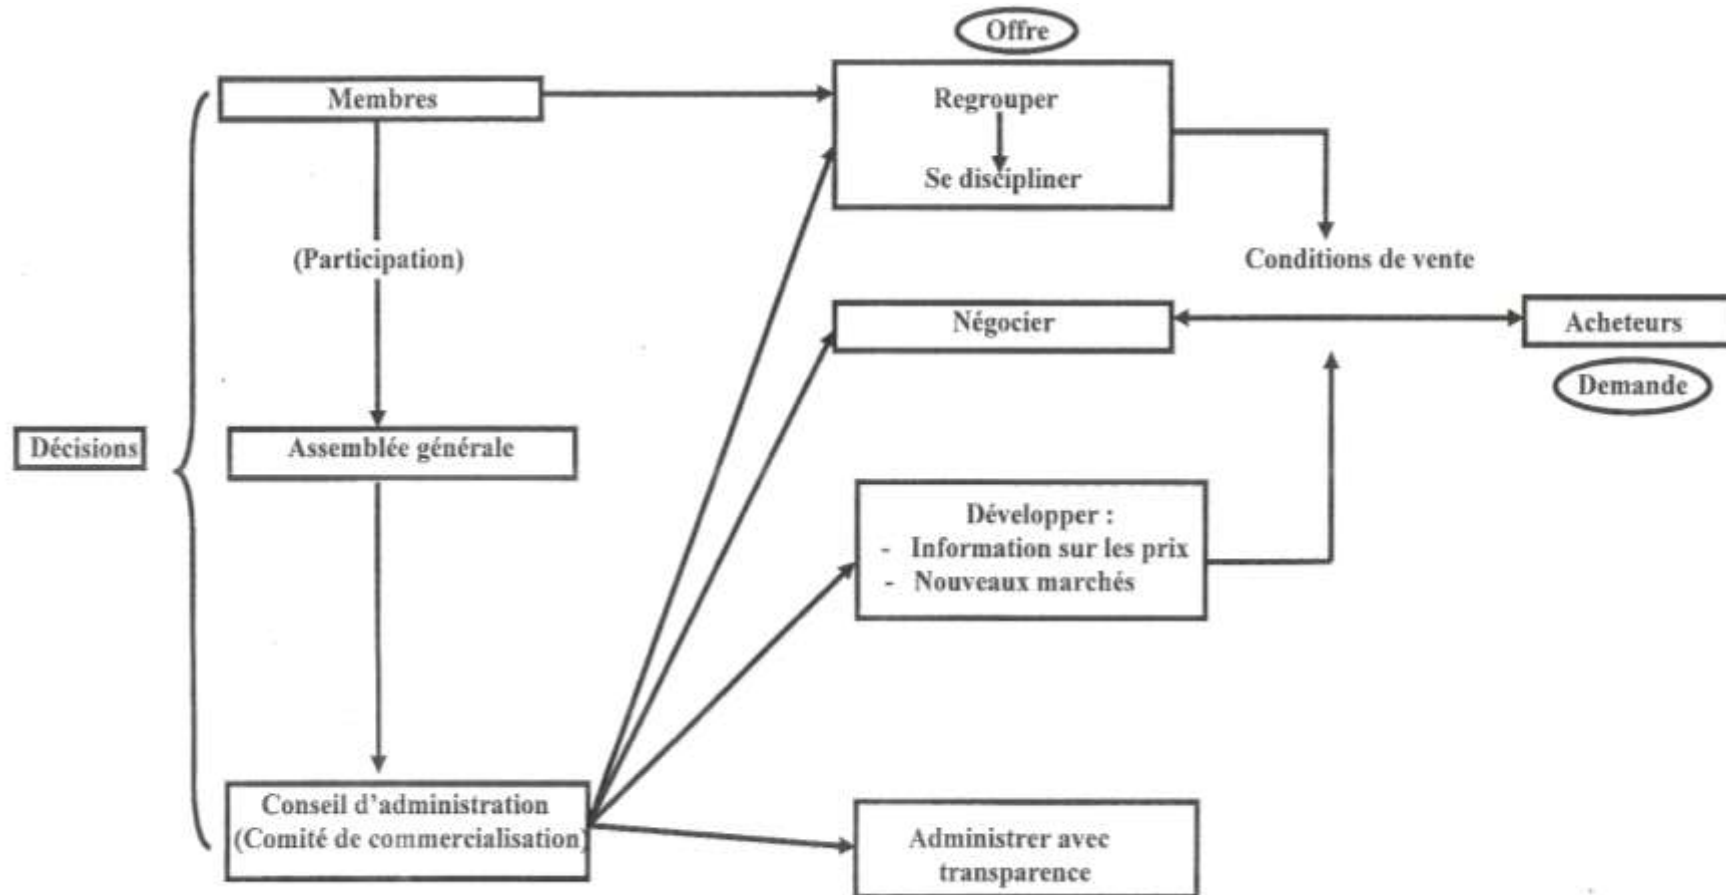 Offre
Membres
Regrouper
Se discipliner
(Participation)
Conditions de vente
Négocier
Acheteurs
Demande
Décisions
Assemblée générale
Développer :
- Information sur les prix
- Nouveaux marchés
Conseil d’administration
(Comité de commercialisation)
Administrer avec
transparence